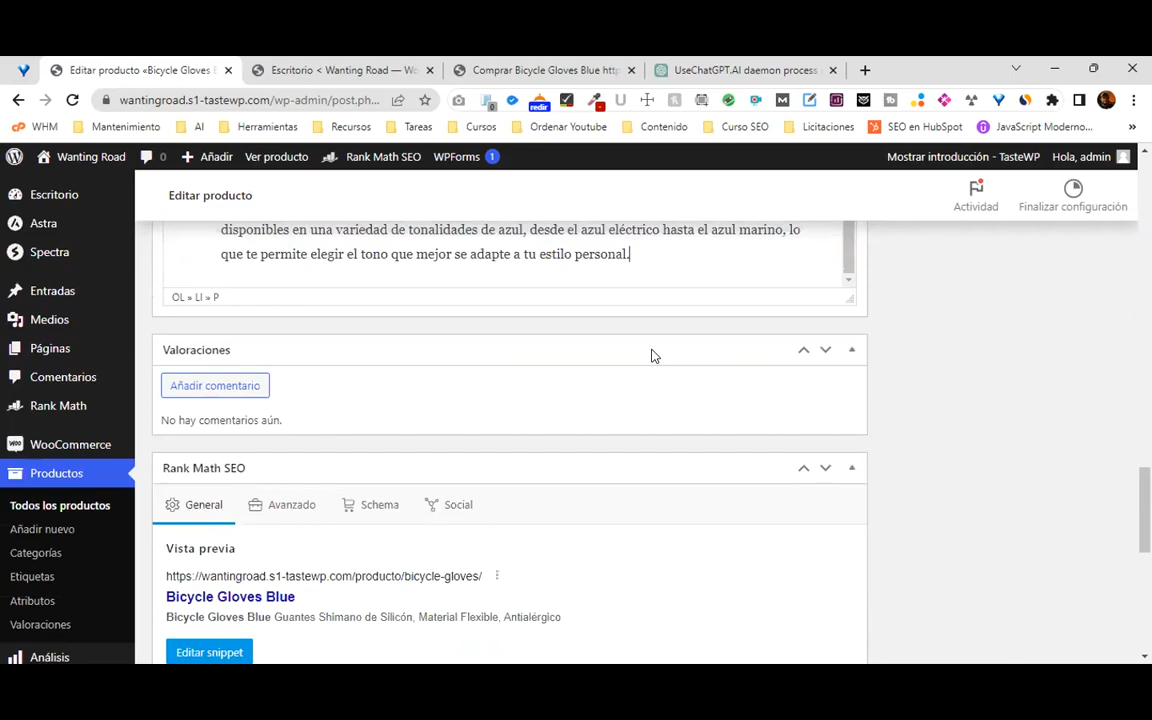 Editar producto «Bicycle Gloves B
Escritorio < Wanting Road — Wo
Comprar Bicycle Gloves Blue http
UseChatGPT.AI daemon process
wantingroad.s1-tastewp.com/wp-admin/post.ph...
0
redir
WHM
Mantenimiento
AI
Herramientas
Recursos
Tareas
Cursos
Ordenar Youtube
Contenido
Curso SEO
Licitaciones
SEO en HubSpot
JavaScript Moderno...
»
Wanting Road
0
Añadir
Ver producto
Rank Math SEO
WPForms 1
Mostrar introducción - TasteWP
Hola, admin
Escritorio
Astra
Spectra
Entradas
Medios
Páginas
Comentarios
Rank Math
WooCommerce
Productos
Todos los productos
Añadir nuevo
Categorías
Etiquetas
Atributos
Valoraciones
Análisis
Editar producto
Actividad
Finalizar configuración
disponibles en una variedad de tonalidades de azul, desde el azul eléctrico hasta el azul marino, lo
que te permite elegir el tono que mejor se adapte a tu estilo personal.
OL » LI » P
Valoraciones
Añadir comentario
No hay comentarios aún.
Rank Math SEO
General
Avanzado
Schema
Social
Vista previa
https://wantingroad.s1-tastewp.com/producto/bicycle-gloves/
Bicycle Gloves Blue
Bicycle Gloves Blue Guantes Shimano de Silicón, Material Flexible, Antialérgico
Editar snippet